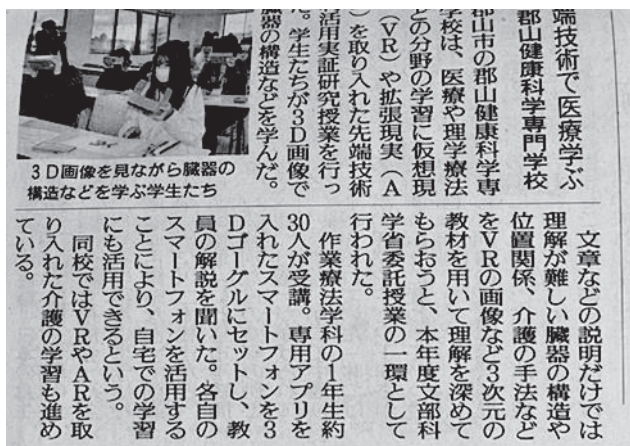 端技術で医療学ぶ
郡山健康科学専門学校
郡山市の郡山健康科学専
学校は、医療や理学療法
どの分野の学習に仮想現
（VR）や拡張現実（A
）を取り入れた先端技術
活用実証研究授業を行っ
。学生たちが3D画像で
臓器の構造などを学んだ。
3D画像を見ながら臓器の
構造などを学ぶ学生たち
文章などの説明だけでは
理解が難しい臓器の構造や
位置関係、介護の手法など
をVRの画像など3次元の
教材を用いて理解を深めて
もらおうと、本年度文部科
学省委託授業の一環として
行われた。
作業療法学科の1年生約
30人が受講。専用アプリを
入れたスマートフォンを3
Dゴーグルにセットし、教
員の解説を聞いた。各自の
スマートフォンを活用する
ことにより、自宅での学習
にも活用できるという。
同校ではVRやARを取
り入れた介護の学習も進め
ている。